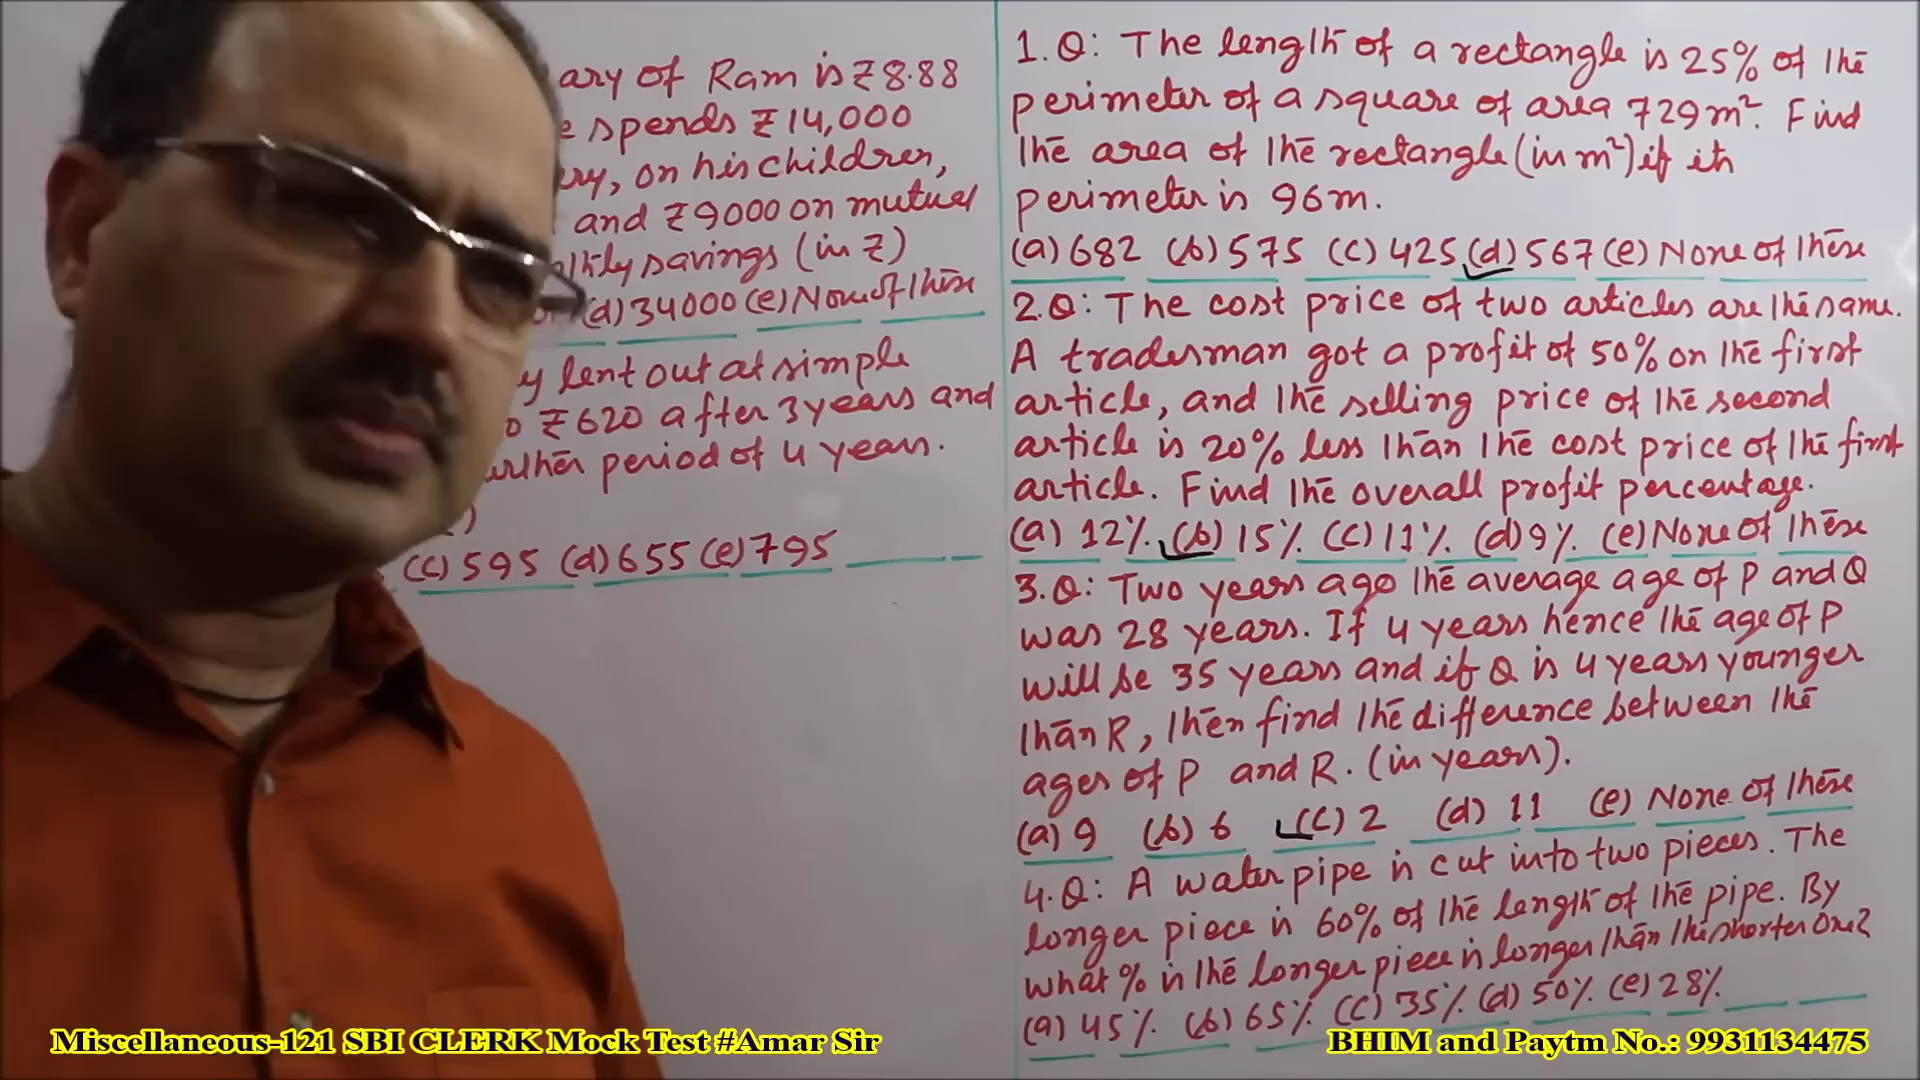 ary of Ram is ₹8.88
e spends ₹14,000
ry, on his children,
and ₹9000 on mutual
thly savings (in ₹)
(d) 34000 (e) None of these
y lent out at simple
o ₹620 after 3 years and
urther period of 4 years.
)
(c) 595 (d) 655 (e) 795
1.Q: The length of a rectangle is 25% of the
perimeter of a square of area 729m². Find
the area of the rectangle (in m²) if its
perimeter is 96m.
(a) 682 (b) 575 (c) 425 (d) 567 (e) None of these
2.Q: The cost price of two articles are the same.
A tradesman got a profit of 50% on the first
article, and the selling price of the second
article is 20% less than the cost price of the first
article. Find the overall profit percentage.
(a) 12% (b) 15% (c) 11% (d) 9% (e) None of these
3.Q: Two years ago the average age of P and Q
was 28 years. If 4 years hence the age of P
will be 35 years and if Q is 4 years younger
than R, then find the difference between the
ages of P and R. (in years).
(a) 9 (b) 6 (c) 2 (d) 11 (e) None of these
4.Q: A water pipe is cut into two pieces. The
longer piece is 60% of the length of the pipe. By
what % is the longer piece is longer than the shorter one?
(a) 45% (b) 65% (c) 35% (d) 50% (e) 28%
Miscellaneous-121 SBI CLERK Mock Test #Amar Sir
BHIM and Paytm No.: 9931134475